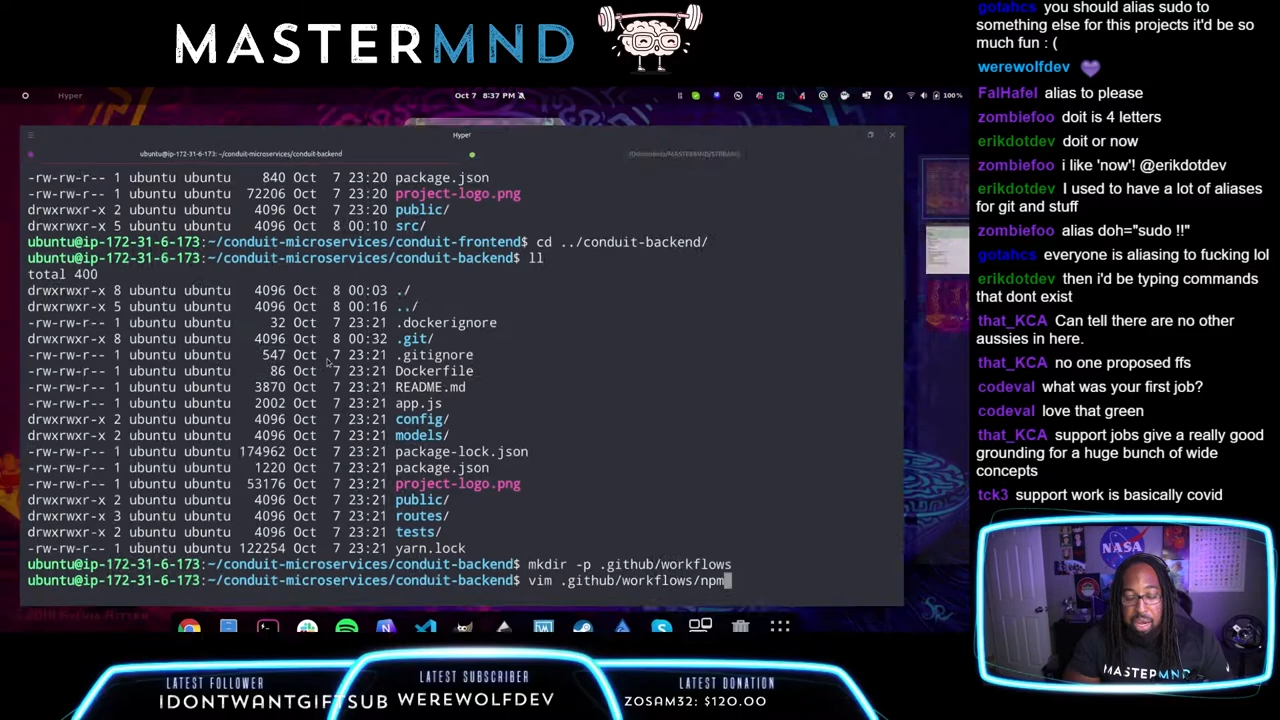 MASTERMND
Hyper
Oct 7 8:37 PM
100%
Hyper
ubuntu@ip-172-31-6-173: ~/conduit-microservices/conduit-backend
-rw-rw-r-- 1 ubuntu ubuntu 840 Oct 7 23:20 package.json
-rw-rw-r-- 1 ubuntu ubuntu 72206 Oct 7 23:20 project-logo.png
drwxrwxr-x 2 ubuntu ubuntu 4096 Oct 7 23:20 public/
drwxrwxr-x 5 ubuntu ubuntu 4096 Oct 8 00:10 src/
ubuntu@ip-172-31-6-173:~/conduit-microservices/conduit-frontend$ cd ../conduit-backend/
ubuntu@ip-172-31-6-173:~/conduit-microservices/conduit-backend$ ll
total 400
drwxrwxr-x 8 ubuntu ubuntu 4096 Oct 8 00:03 ./
drwxrwxr-x 5 ubuntu ubuntu 4096 Oct 8 00:16 ../
-rw-rw-r-- 1 ubuntu ubuntu 32 Oct 7 23:21 .dockerignore
drwxrwxr-x 8 ubuntu ubuntu 4096 Oct 8 00:32 .git/
-rw-rw-r-- 1 ubuntu ubuntu 547 Oct 7 23:21 .gitignore
-rw-rw-r-- 1 ubuntu ubuntu 86 Oct 7 23:21 Dockerfile
-rw-rw-r-- 1 ubuntu ubuntu 3870 Oct 7 23:21 README.md
-rw-rw-r-- 1 ubuntu ubuntu 2002 Oct 7 23:21 app.js
drwxrwxr-x 2 ubuntu ubuntu 4096 Oct 7 23:21 config/
drwxrwxr-x 2 ubuntu ubuntu 4096 Oct 7 23:21 models/
-rw-rw-r-- 1 ubuntu ubuntu 174962 Oct 7 23:21 package-lock.json
-rw-rw-r-- 1 ubuntu ubuntu 1220 Oct 7 23:21 package.json
-rw-rw-r-- 1 ubuntu ubuntu 53176 Oct 7 23:21 project-logo.png
drwxrwxr-x 2 ubuntu ubuntu 4096 Oct 7 23:21 public/
drwxrwxr-x 3 ubuntu ubuntu 4096 Oct 7 23:21 routes/
drwxrwxr-x 2 ubuntu ubuntu 4096 Oct 7 23:21 tests/
-rw-rw-r-- 1 ubuntu ubuntu 122254 Oct 7 23:21 yarn.lock
ubuntu@ip-172-31-6-173:~/conduit-microservices/conduit-backend$ mkdir -p .github/workflows
ubuntu@ip-172-31-6-173:~/conduit-microservices/conduit-backend$ vim .github/workflows/npm
gotahcs you should alias sudo to
something else for this projects it'd be so
much fun : (
werewolfdev
FalHafel alias to please
zombiefoo doit is 4 letters
erikdotdev doit or now
zombiefoo i like 'now'! @erikdotdev
erikdotdev I used to have a lot of aliases
for git and stuff
zombiefoo alias doh="sudo !!"
gotahcs everyone is aliasing to fucking lol
erikdotdev then i'd be typing commands
that dont exist
that_KCA Can tell there are no other
aussies in here.
that_KCA no one proposed ffs
codeval what was your first job?
codeval love that green
that_KCA support jobs give a really good
grounding for a huge bunch of wide
concepts
tck3 support work is basically covid
NASA
MASTERMND
LATEST FOLLOWER
IDONTWANTGIFTSUB
LATEST SUBSCRIBER
WEREWOLFDEV
LATEST DONATION
ZOSAM32: $120.00